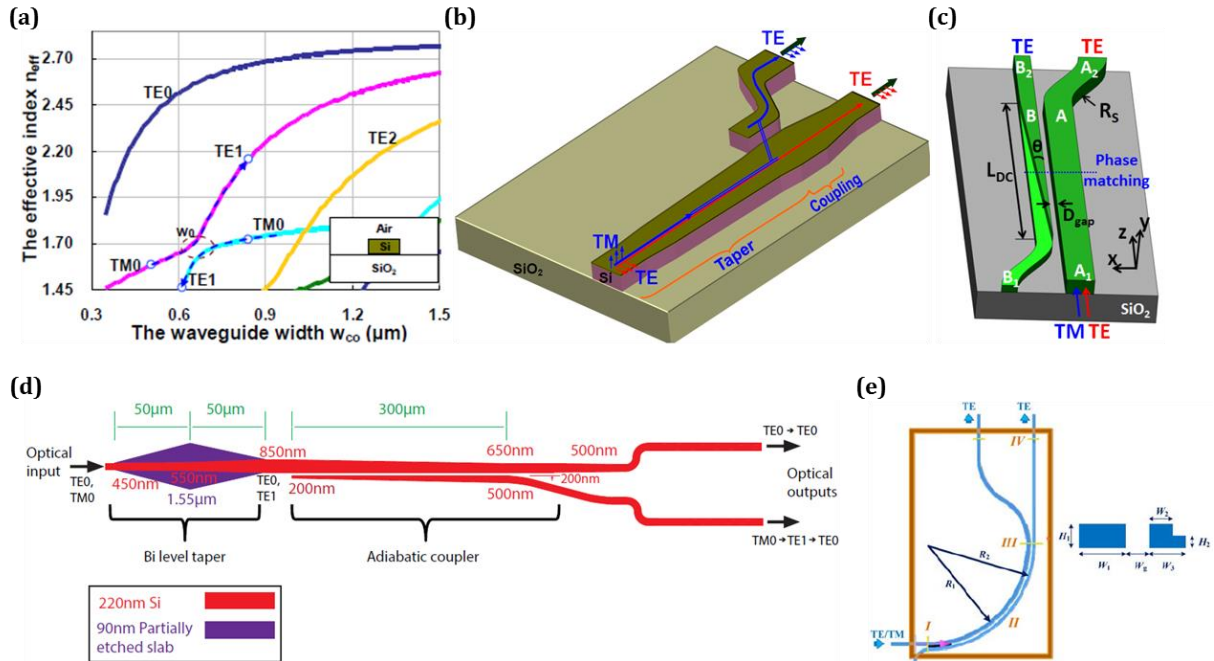 (a)
The effective index n_eff
2.70
2.45
2.20
1.95
1.70
1.45
TE0
TE1
TE2
W₀
TM0
TM0
TE1
Air
Si
SiO₂
0.3 0.6 0.9 1.2 1.5
The waveguide width w_co (μm)
(b)
TE
TE
TM
TE
Si
SiO₂
Taper
Coupling
(c)
TE TE
B₂ A₂
B A
R_S
θ
L_DC
Phase
matching
D_gap
z y
x
B₁ A₁
SiO₂
TM TE
(d)
50μm 50μm 300μm
850nm 650nm 500nm
TE0 → TE0
Optical
input
TE0,
TM0
450nm 550nm
1.55μm
TE0,
TE1
200nm
500nm
200nm
Optical
outputs
TM0→TE1→TE0
Bi level taper
Adiabatic coupler
220nm Si
90nm Partially
etched slab
(e)
TE TE
IV
III
R₂
R₁
II
I
TE/TM
W₂
H₁ H₂
W₁ W_g W₃